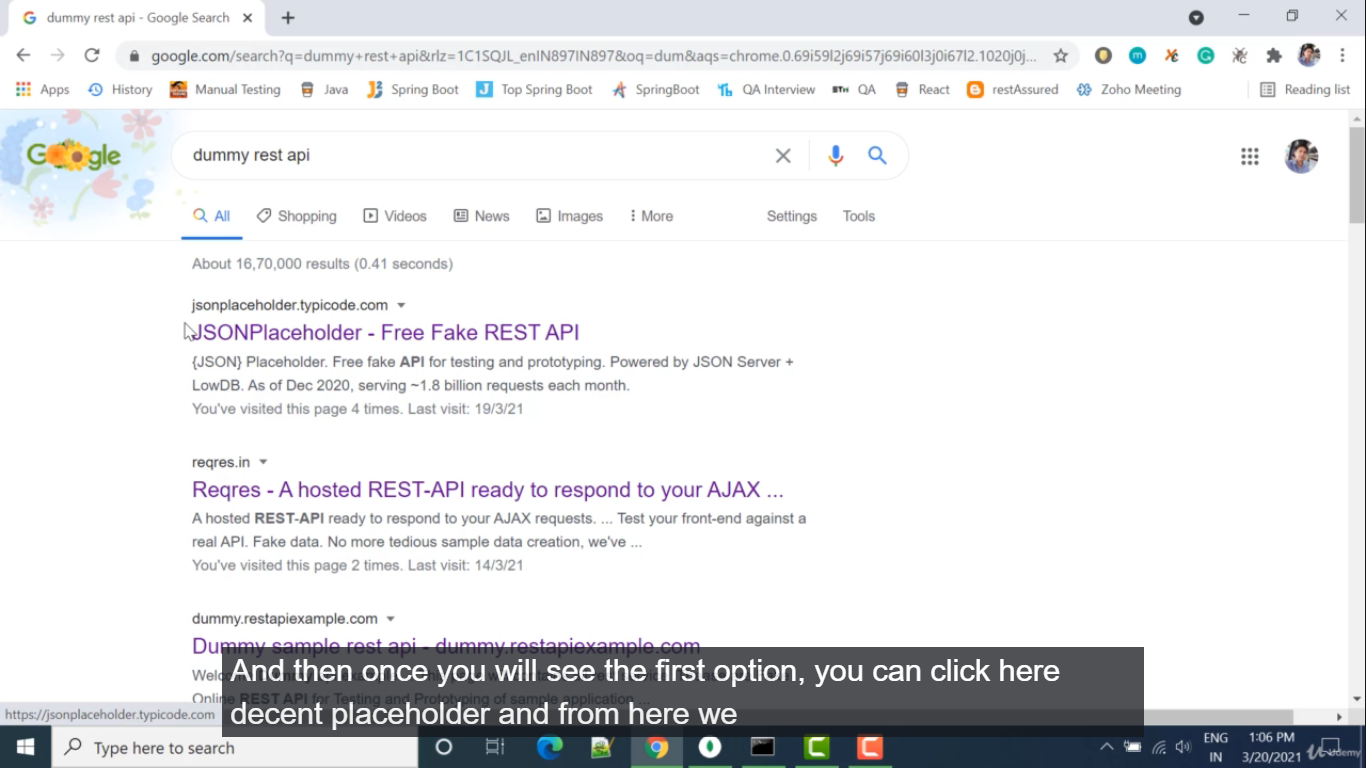 dummy rest api - Google Search
google.com/search?q=dummy+rest+api&rlz=1C1SQJL_enIN897IN897&oq=dum&aqs=chrome.0.69i59l2j69i57j69i60l3j0i67l2.1020j0j...
Apps History Manual Testing Java Spring Boot Top Spring Boot SpringBoot QA Interview QA React restAssured Zoho Meeting Reading list
Google
dummy rest api
All Shopping Videos News Images More Settings Tools
About 16,70,000 results (0.41 seconds)
jsonplaceholder.typicode.com
JSONPlaceholder - Free Fake REST API
{JSON} Placeholder. Free fake API for testing and prototyping. Powered by JSON Server +
LowDB. As of Dec 2020, serving ~1.8 billion requests each month.
You've visited this page 4 times. Last visit: 19/3/21
reqres.in
Reqres - A hosted REST-API ready to respond to your AJAX ...
A hosted REST-API ready to respond to your AJAX requests. ... Test your front-end against a
real API. Fake data. No more tedious sample data creation, we've ...
You've visited this page 2 times. Last visit: 14/3/21
dummy.restapiexample.com
Dummy sample rest api - dummy.restapiexample.com
Online REST API for Testing and Prototyping of sample application ...
And then once you will see the first option, you can click here
decent placeholder and from here we
https://jsonplaceholder.typicode.com
Type here to search
ENG
IN
1:06 PM
3/20/2021
Udemy